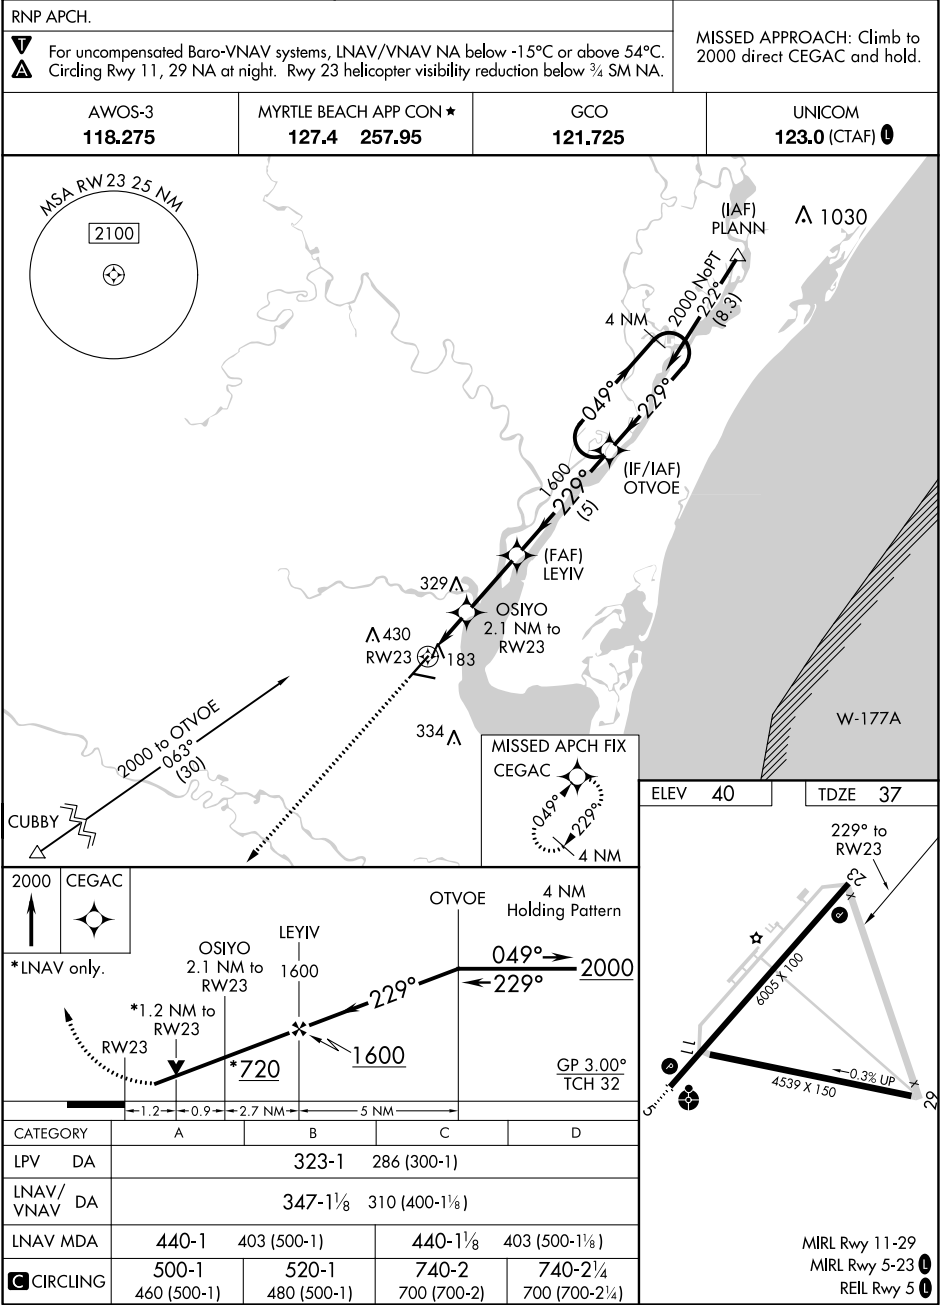 RNP APCH.
T
A
For uncompensated Baro-VNAV systems, LNAV/VNAV NA below -15°C or above 54°C.
Circling Rwy 11, 29 NA at night. Rwy 23 helicopter visibility reduction below ¾ SM NA.
MISSED APPROACH: Climb to
2000 direct CEGAC and hold.
AWOS-3
118.275
MYRTLE BEACH APP CON ★
127.4 257.95
GCO
121.725
UNICOM
123.0 (CTAF) L
MSA RW23 25 NM
2100
(IAF)
PLANN
1030
2000 NoPT
222°
(8.3)
4 NM
049°
229°
(IF/IAF)
OTVOE
1600
229°
(5)
(FAF)
LEYIV
329
OSIYO
2.1 NM to
RW23
430
RW23
183
334
W-177A
2000 to OTVOE
063°
(30)
CUBBY
MISSED APCH FIX
CEGAC
049°
229°
4 NM
ELEV 40
TDZE 37
229° to
RW23
23
P
6005 X 100
11
0.3% UP
4539 X 150
29
P
5
MIRL Rwy 11-29
MIRL Rwy 5-23 L
REIL Rwy 5 L
2000
CEGAC
*LNAV only.
OTVOE
4 NM
Holding Pattern
LEYIV
1600
OSIYO
2.1 NM to
RW23
*1.2 NM to
RW23
RW23
049°
229°
2000
229°
*720
1600
GP 3.00°
TCH 32
1.2
0.9
2.7 NM
5 NM
CATEGORY A B C D
LPV DA 323-1 286 (300-1)
LNAV/
VNAV DA 347-1⅛ 310 (400-1⅛)
LNAV MDA 440-1 403 (500-1) 440-1⅛ 403 (500-1⅛)
C CIRCLING 500-1 520-1 740-2 740-2¼
460 (500-1) 480 (500-1) 700 (700-2) 700 (700-2¼)